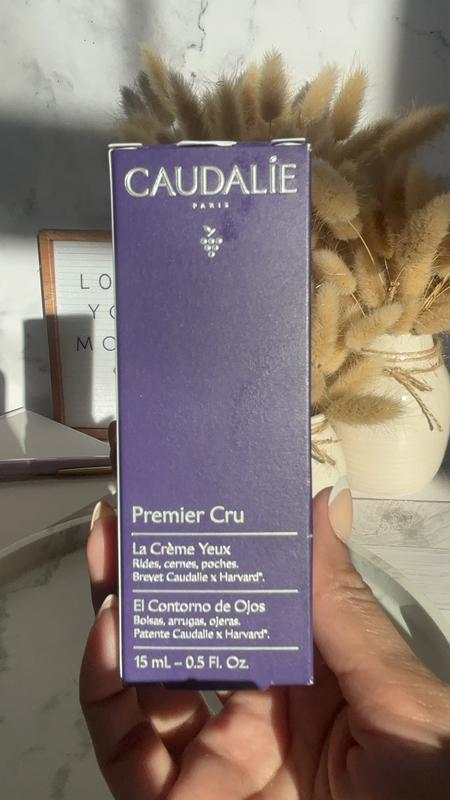 CAUDALÍE
PARIS
Premier Cru
La Crème Yeux
Rides, cernes, poches.
Brevet Caudalie x Harvard*.
El Contorno de Ojos
Bolsas, arrugas, ojeras.
Patente Caudalie x Harvard*.
15 mL – 0.5 Fl. Oz.